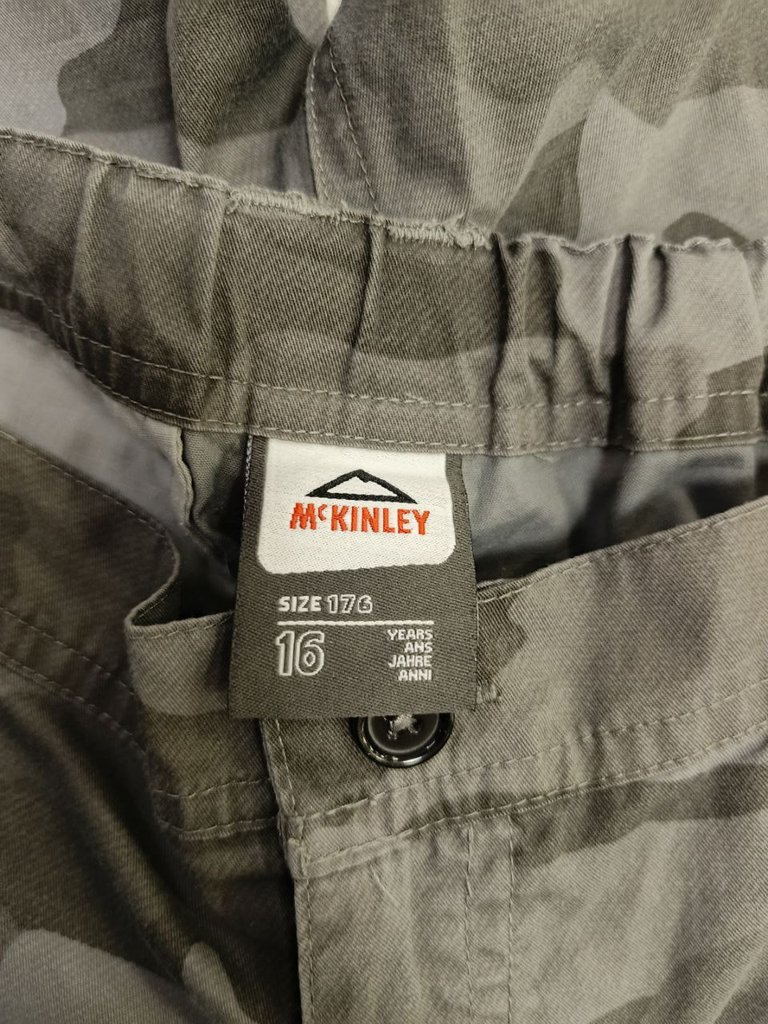 McKINLEY
SIZE 176
16
YEARS
ANS
JAHRE
ANNI